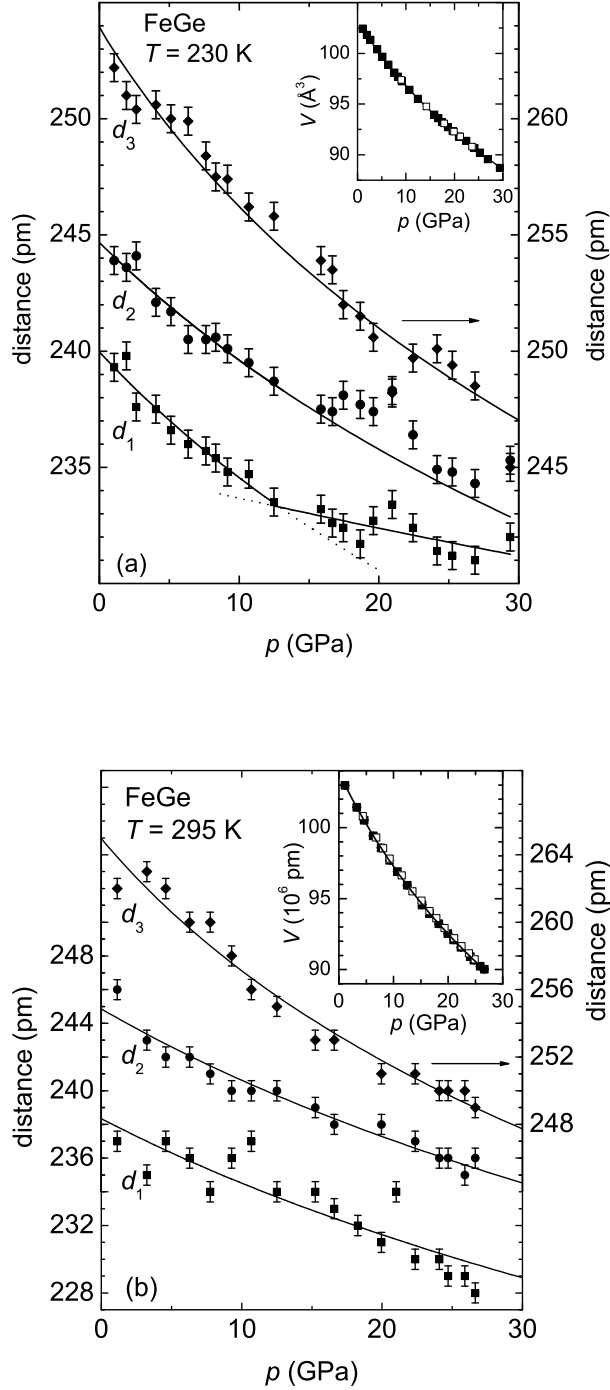 FeGe
T = 230 K
d3
d2
d1
(a)
distance (pm)
250
245
240
235
0 10 20 30
p (GPa)
distance (pm)
260
255
250
245
V (Å3)
100
95
90
0 10 20 30
p (GPa)
FeGe
T = 295 K
d3
d2
d1
(b)
distance (pm)
248
244
240
236
232
228
0 10 20 30
p (GPa)
distance (pm)
264
260
256
252
248
V (106 pm)
100
95
90
0 10 20 30
p (GPa)